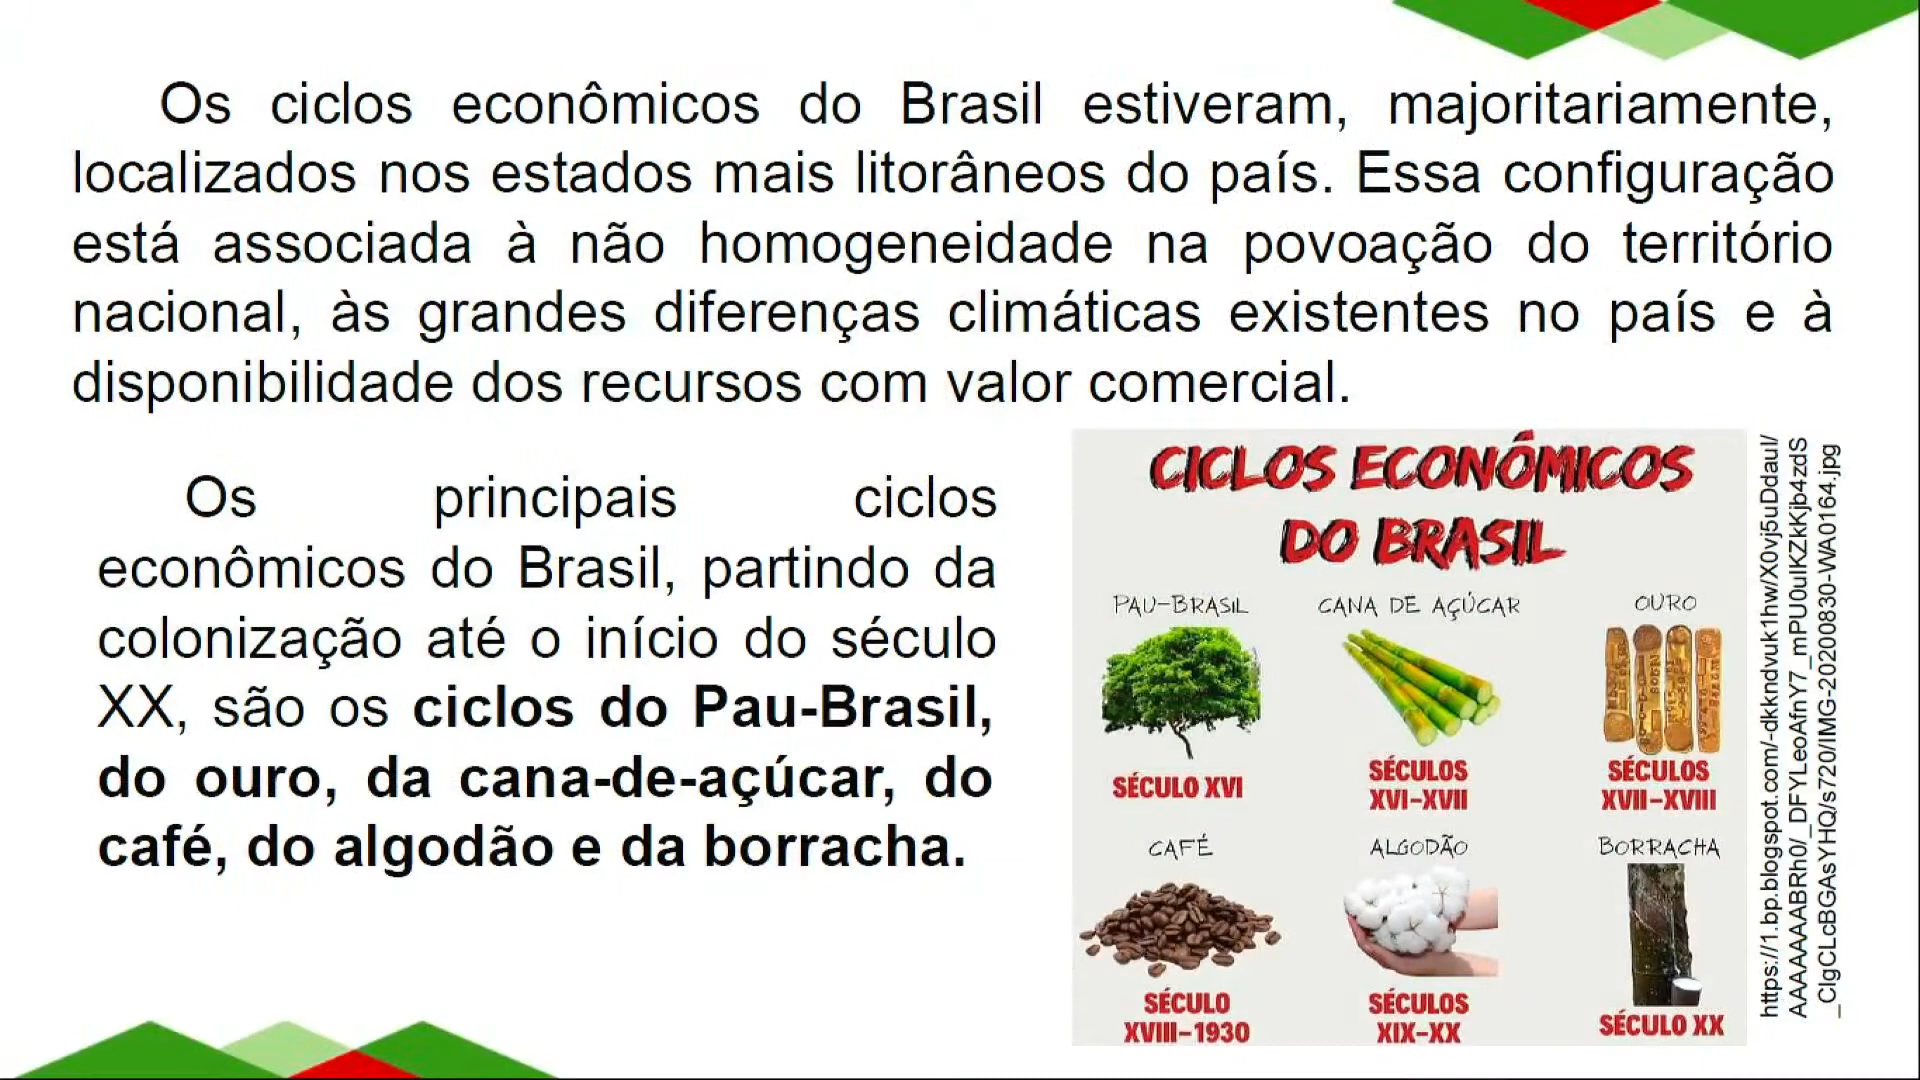 Os ciclos econômicos do Brasil estiveram, majoritariamente,
localizados nos estados mais litorâneos do país. Essa configuração
está associada à não homogeneidade na povoação do território
nacional, às grandes diferenças climáticas existentes no país e à
disponibilidade dos recursos com valor comercial.
Os principais ciclos
econômicos do Brasil, partindo da
colonização até o início do século
XX, são os ciclos do Pau-Brasil,
do ouro, da cana-de-açúcar, do
café, do algodão e da borracha.
CICLOS ECONÔMICOS
DO BRASIL
PAU-BRASIL
CANA DE AÇÚCAR
OURO
SÉCULO XVI
SÉCULOS
XVI-XVII
SÉCULOS
XVII-XVIII
CAFÉ
ALGODÃO
BORRACHA
SÉCULO
XVIII-1930
SÉCULOS
XIX-XX
SÉCULO XX
https://1.bp.blogspot.com/-dkkndvuk1hw/X0vj5uDdauI/
AAAAAAABRh0/_DFYLeoAfnY7_mPU0uIKZkKjb4zdS
_CIgCLcBGAsYHQ/s720/IMG-20200830-WA0164.jpg